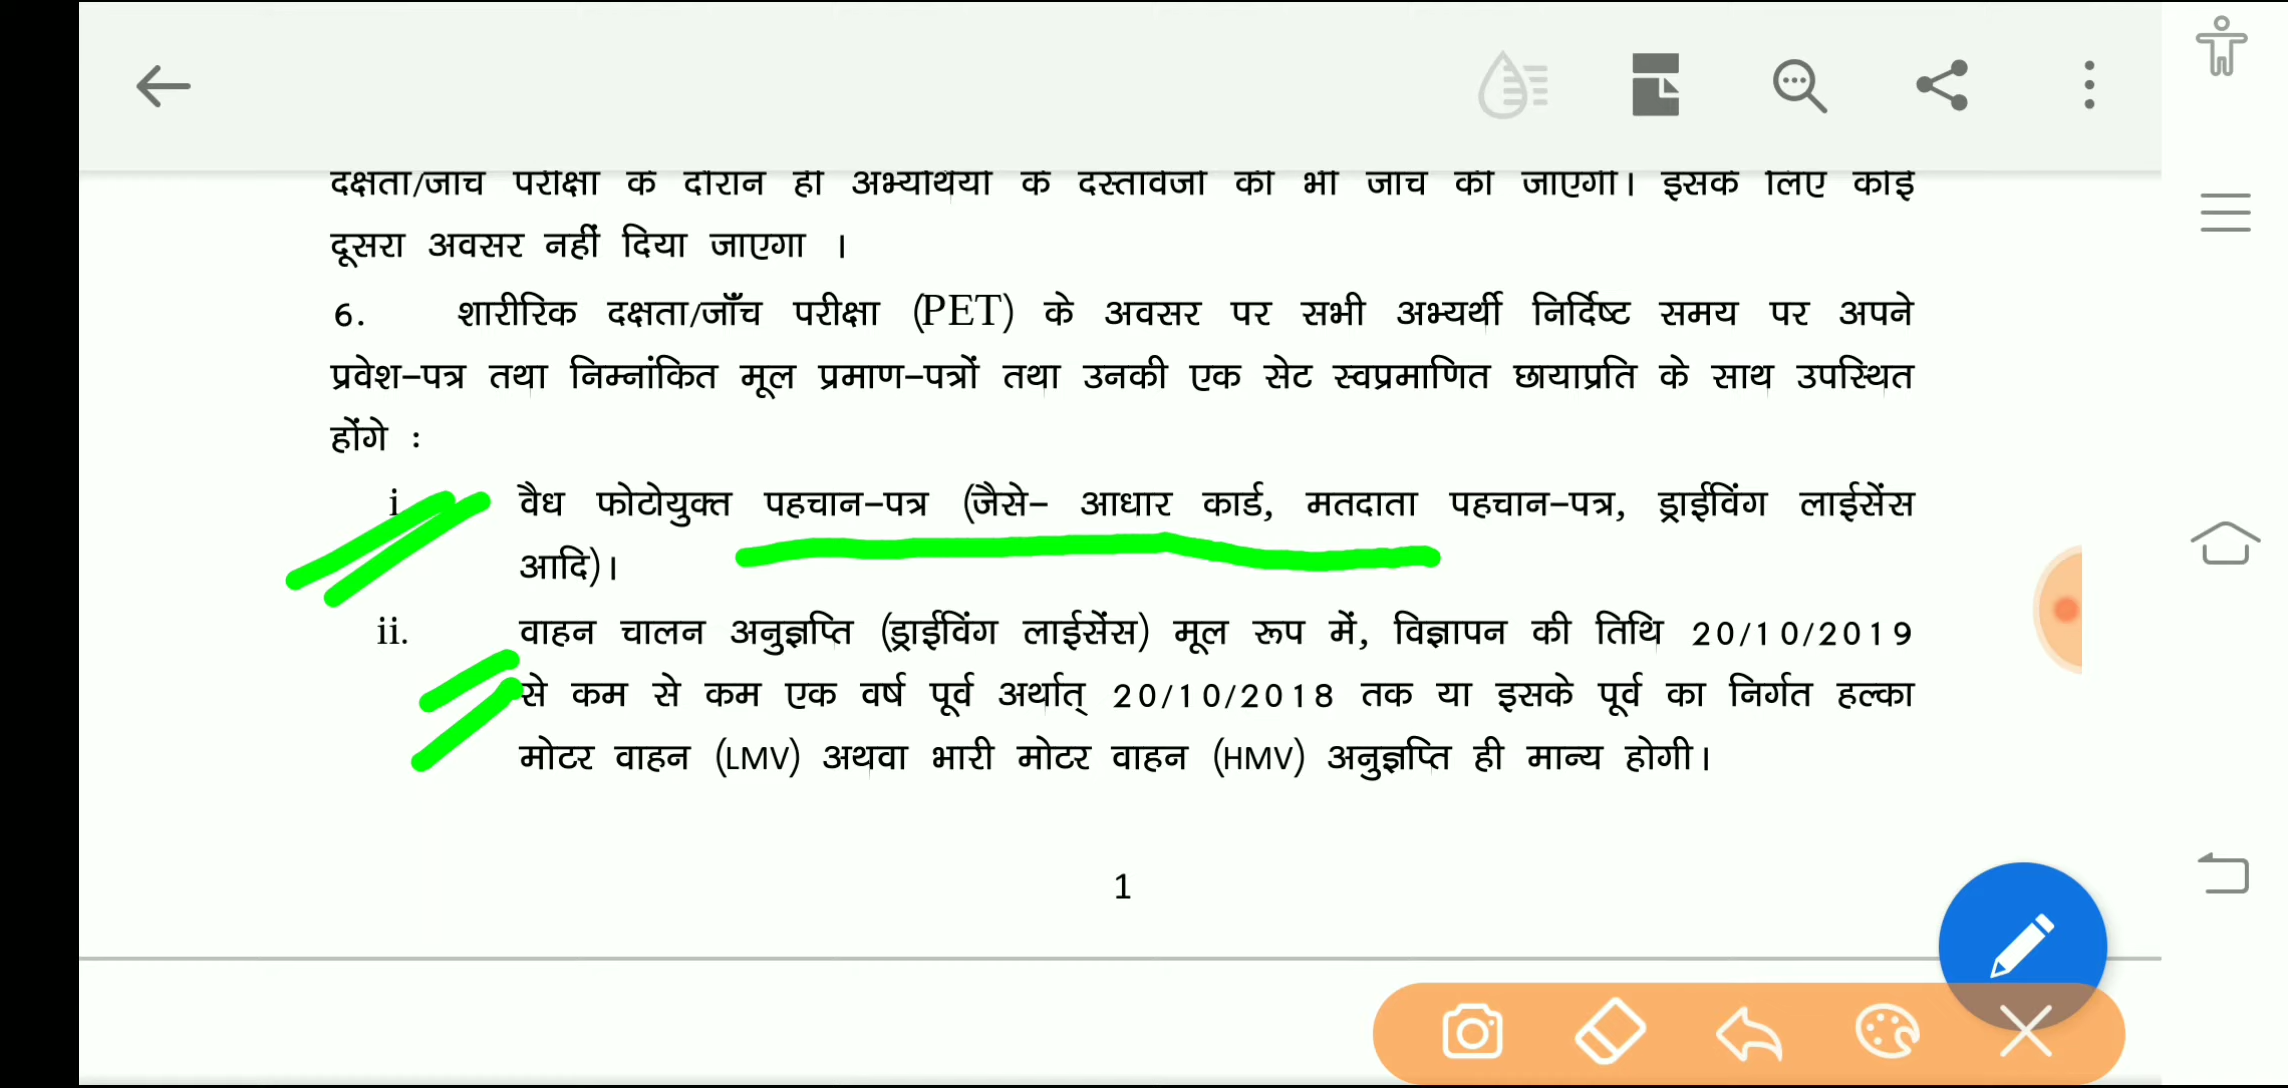 दक्षता/जाँच परीक्षा के दौरान ही अभ्यर्थियों के दस्तावेजों की भी जाँच की जाएगी। इसके लिए कोई
दूसरा अवसर नहीं दिया जाएगा ।
6. शारीरिक दक्षता/जाँच परीक्षा (PET) के अवसर पर सभी अभ्यर्थी निर्दिष्ट समय पर अपने
प्रवेश-पत्र तथा निम्नांकित मूल प्रमाण-पत्रों तथा उनकी एक सेट स्वप्रमाणित छायाप्रति के साथ उपस्थित
होंगे :
i वैध फोटोयुक्त पहचान-पत्र (जैसे- आधार कार्ड, मतदाता पहचान-पत्र, ड्राईविंग लाईसेंस
आदि)।
ii. वाहन चालन अनुज्ञप्ति (ड्राईविंग लाईसेंस) मूल रूप में, विज्ञापन की तिथि 20/10/2019
से कम से कम एक वर्ष पूर्व अर्थात् 20/10/2018 तक या इसके पूर्व का निर्गत हल्का
मोटर वाहन (LMV) अथवा भारी मोटर वाहन (HMV) अनुज्ञप्ति ही मान्य होगी।
1